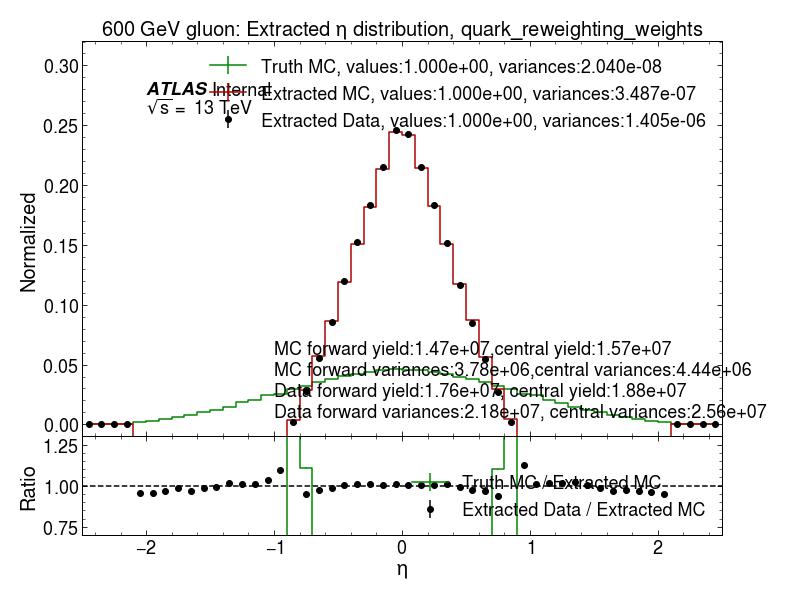 600 GeV gluon: Extracted η distribution, quark_reweighting_weights
Truth MC, values:1.000e+00, variances:2.040e-08
ATLAS Internal
Extracted MC, values:1.000e+00, variances:3.487e-07
√s = 13 TeV
Extracted Data, values:1.000e+00, variances:1.405e-06
0.30
0.25
0.20
0.15
0.10
0.05
0.00
Normalized
MC forward yield:1.47e+07,central yield:1.57e+07
MC forward variances:3.78e+06,central variances:4.44e+06
Data forward yield:1.76e+07, central yield:1.88e+07
Data forward variances:2.18e+07, central variances:2.56e+07
1.25
1.00
0.75
Ratio
Truth MC / Extracted MC
Extracted Data / Extracted MC
−2 −1 0 1 2
η